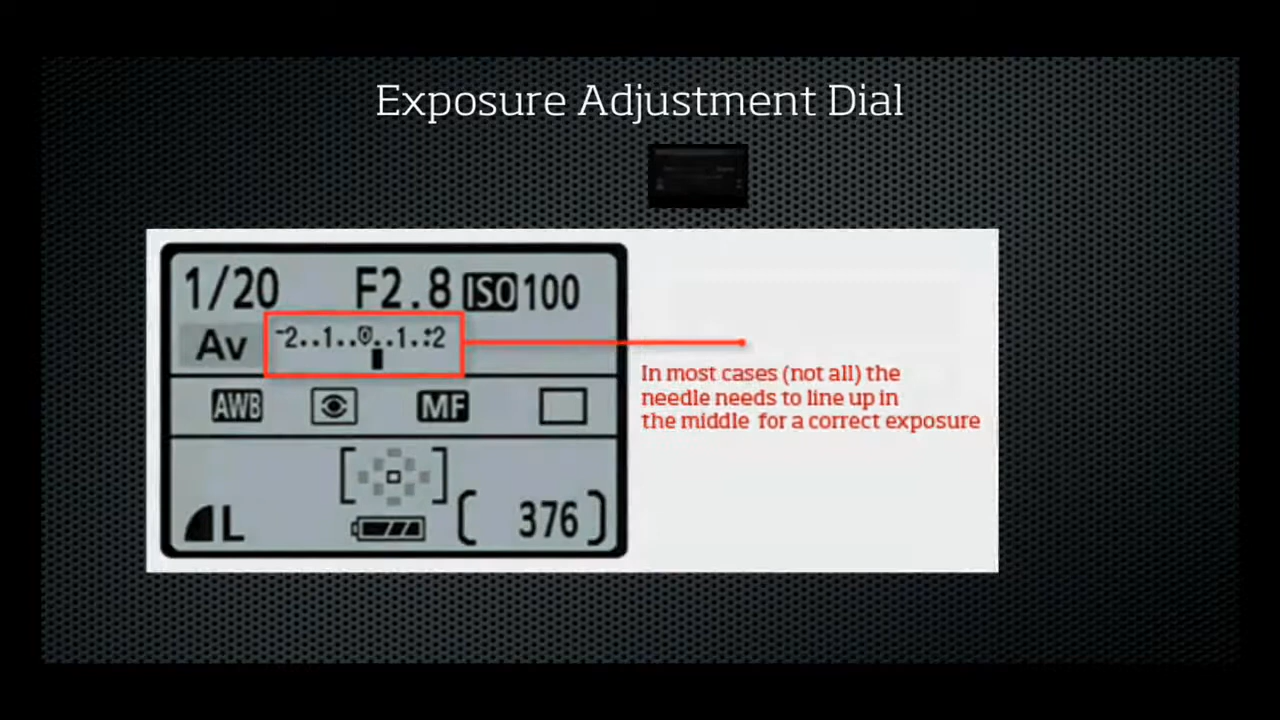 Exposure Adjustment Dial
1/20 F2.8 ISO 100
Av -2..1..0..1.:2
AWB MF
L [ 376 ]
In most cases (not all) the
needle needs to line up in
the middle for a correct exposure